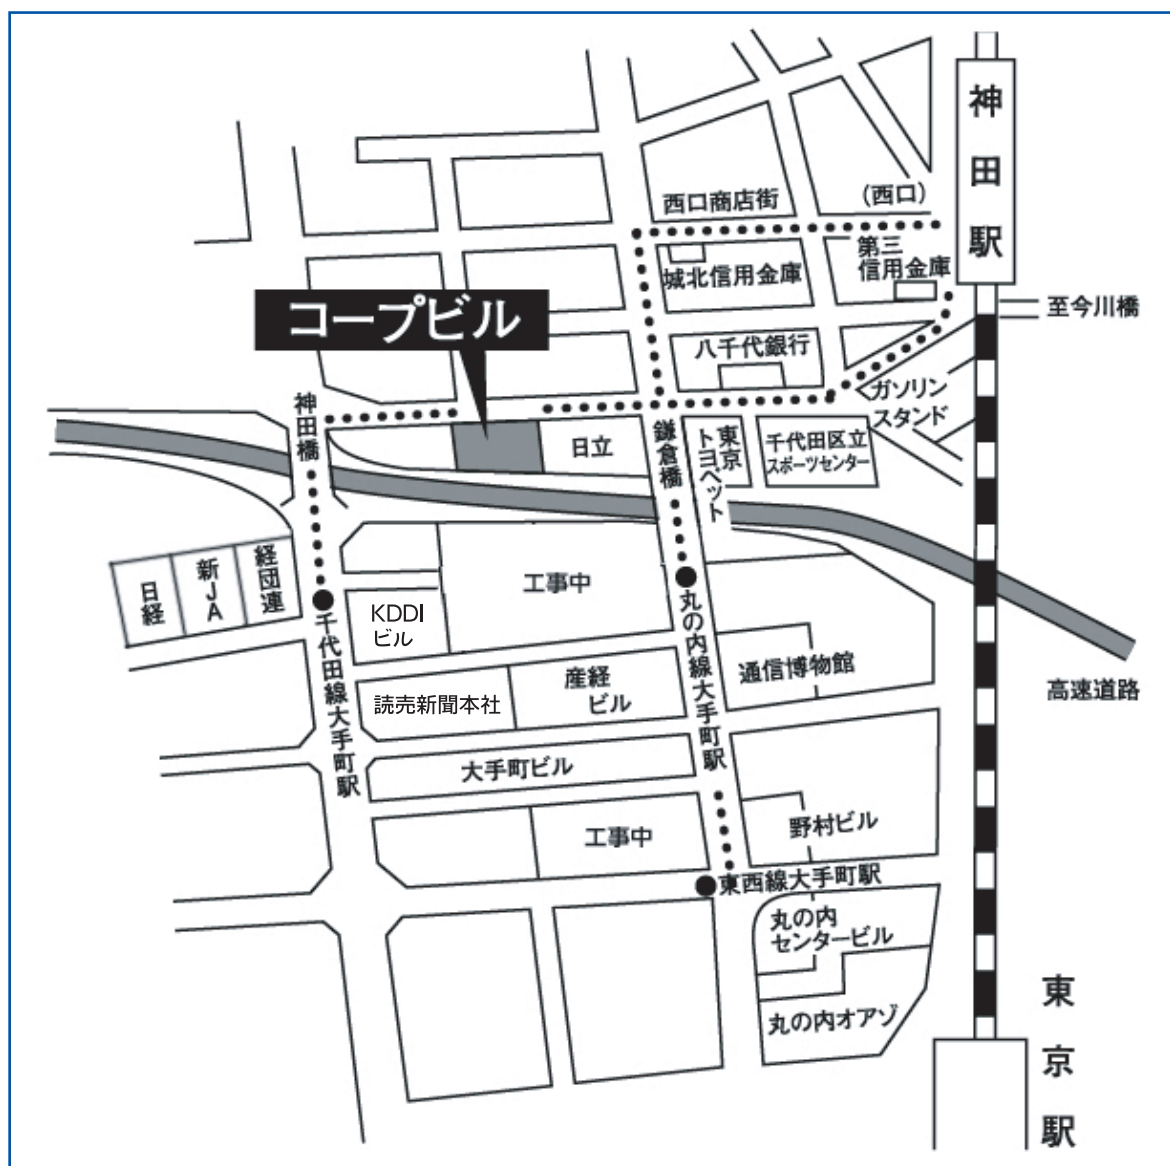 神田駅
(西口)
西口商店街
第三
信用金庫
城北信用金庫
至今川橋
コープビル
八千代銀行
ガソリン
スタンド
神田橋
鎌倉橋
東京
トヨペット
千代田区立
スポーツセンター
日立
日経
新JA
経団連
工事中
KDDI
ビル
千代田線大手町駅
丸の内線大手町駅
通信博物館
産経
ビル
読売新聞本社
高速道路
大手町ビル
工事中
野村ビル
東西線大手町駅
丸の内
センタービル
丸の内オアゾ
東京駅